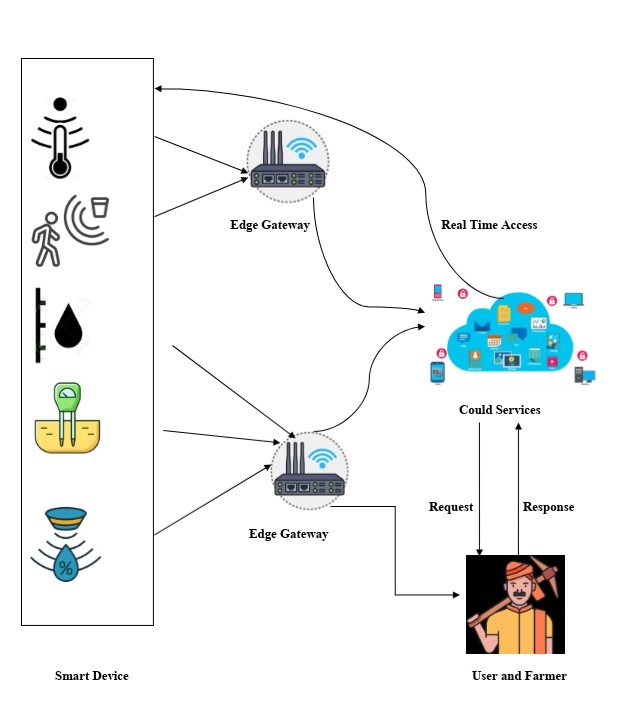 Edge Gateway
Real Time Access
Could Services
Request
Response
Edge Gateway
%
Smart Device
User and Farmer